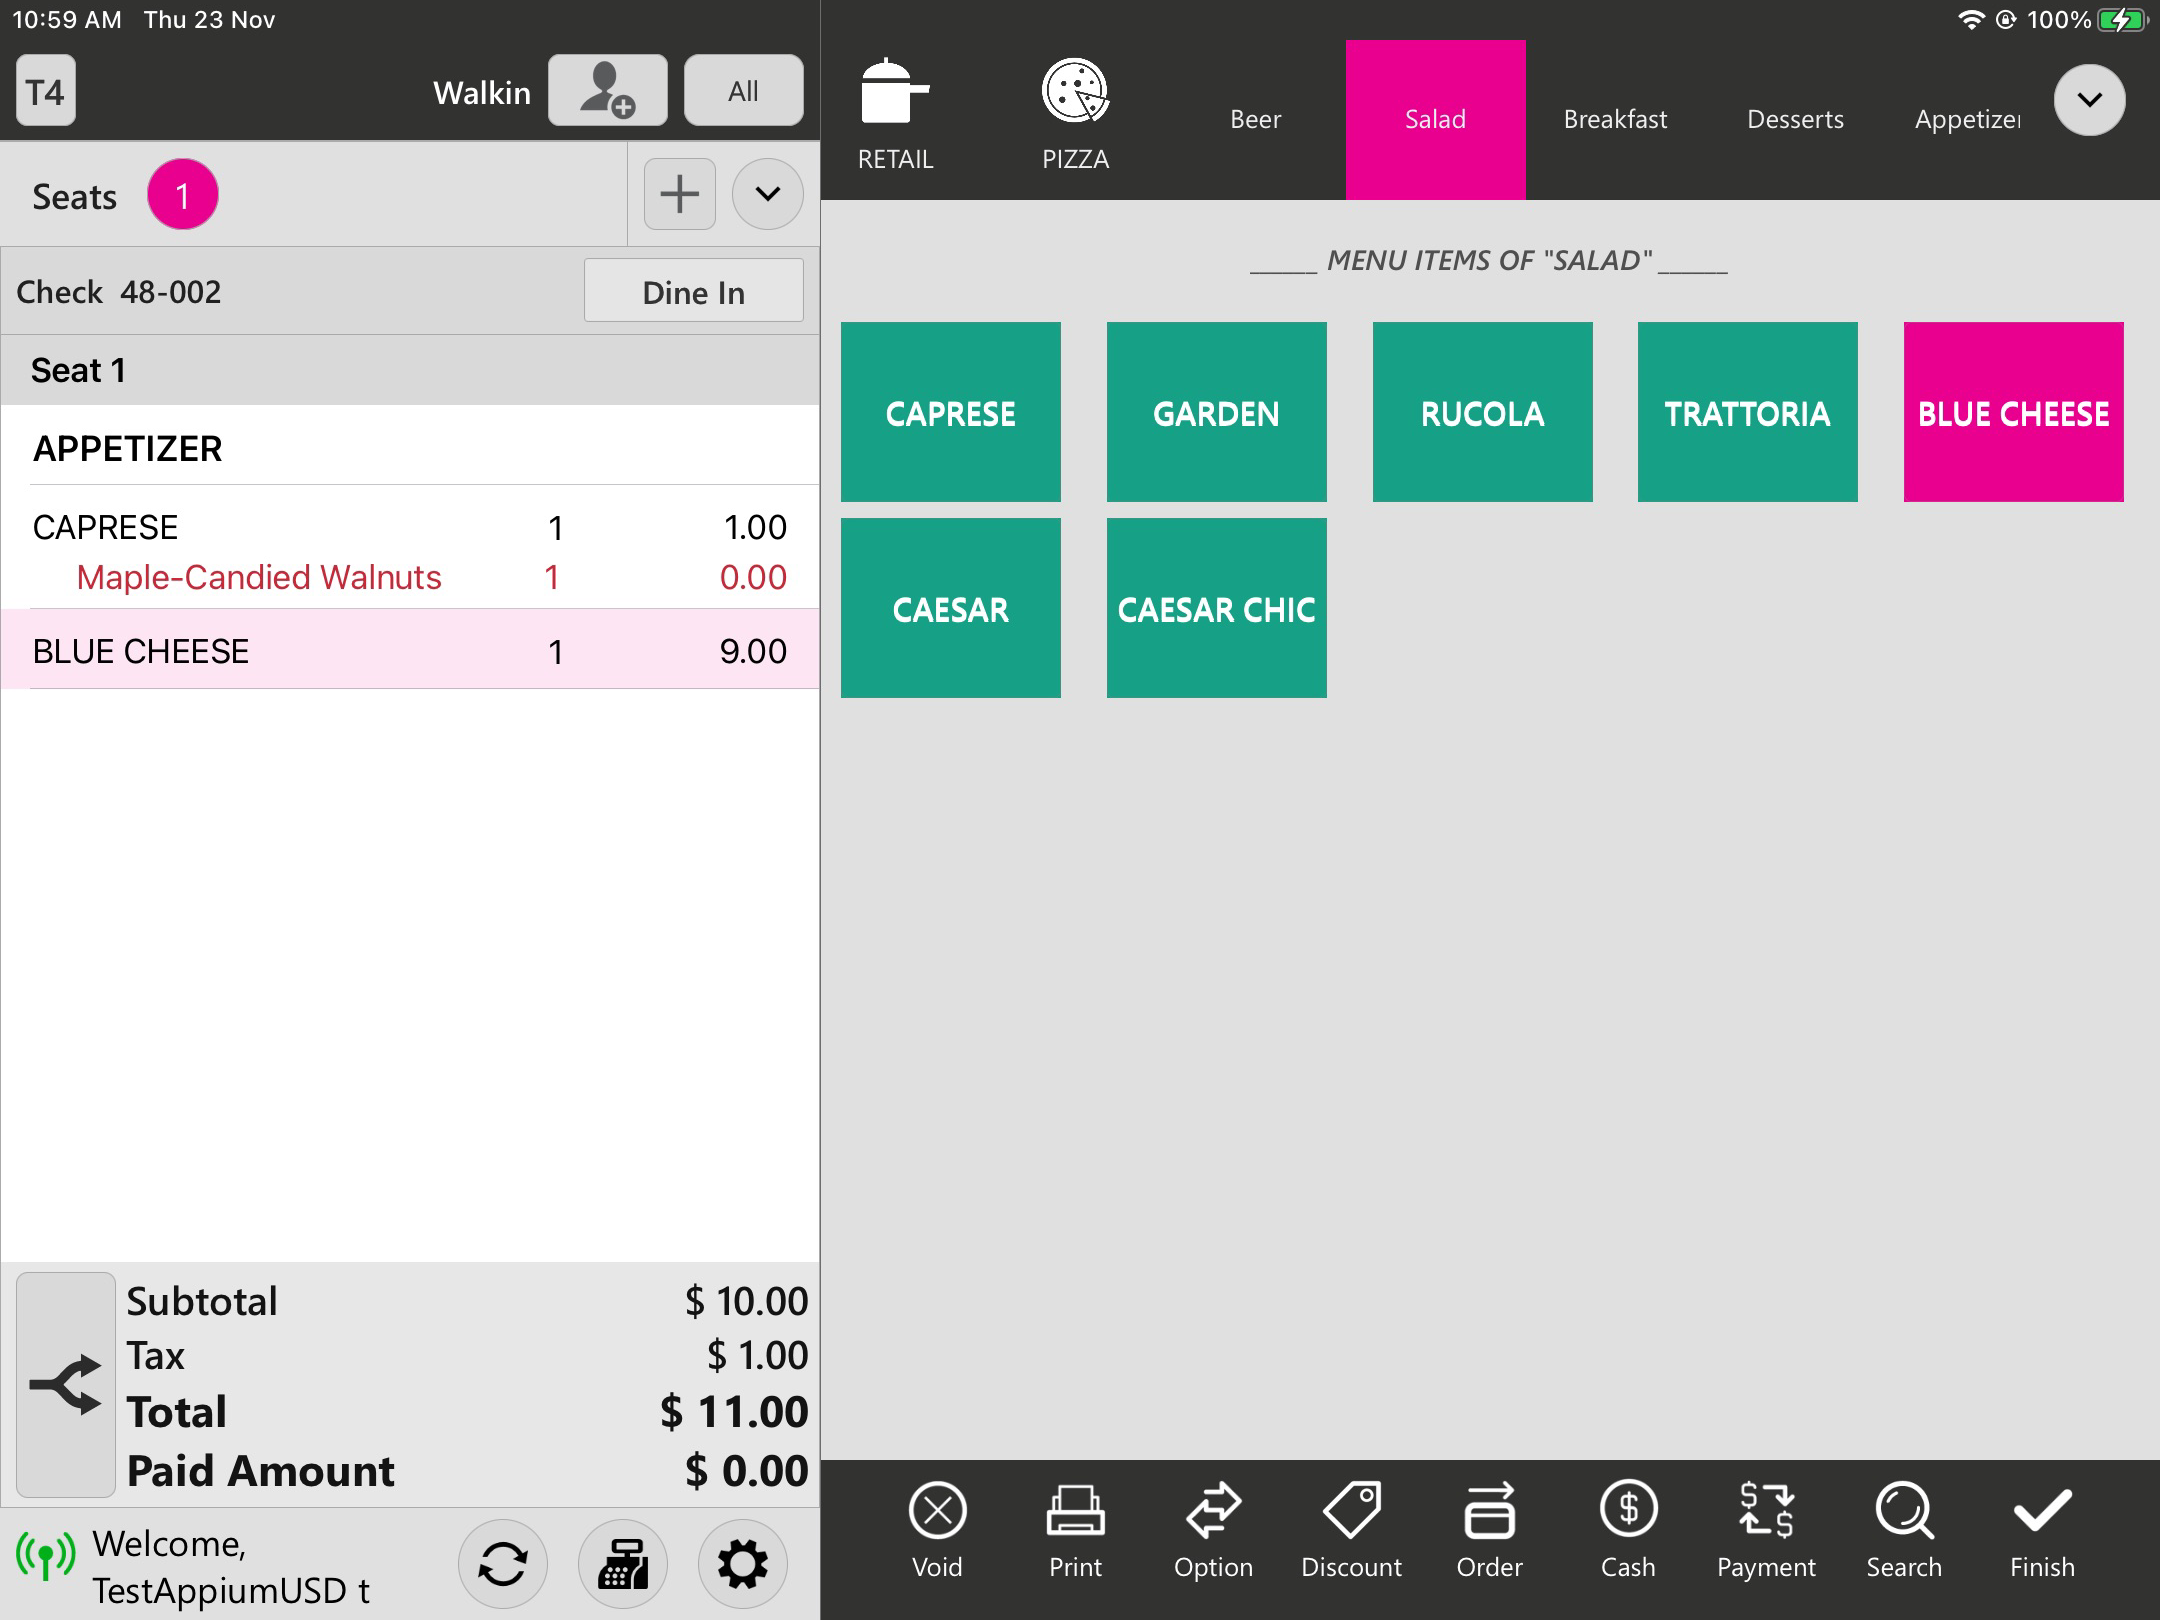 10:59 AM Thu 23 Nov
100%
T4
Walkin
All
RETAIL
PIZZA
Beer
Salad
Breakfast
Desserts
Appetizer
Seats 1
Check 48-002
Dine In
Seat 1
APPETIZER
CAPRESE 1 1.00
Maple-Candied Walnuts 1 0.00
BLUE CHEESE 1 9.00
_____ MENU ITEMS OF "SALAD" _____
CAPRESE
GARDEN
RUCOLA
TRATTORIA
BLUE CHEESE
CAESAR
CAESAR CHIC
Subtotal $ 10.00
Tax $ 1.00
Total $ 11.00
Paid Amount $ 0.00
Welcome,
TestAppiumUSD t
Void
Print
Option
Discount
Order
Cash
Payment
Search
Finish